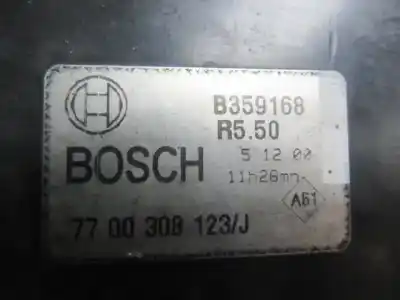 B359168
R5.50
BOSCH
5 12 00
11h26mn
A61
77 00 308 123/J